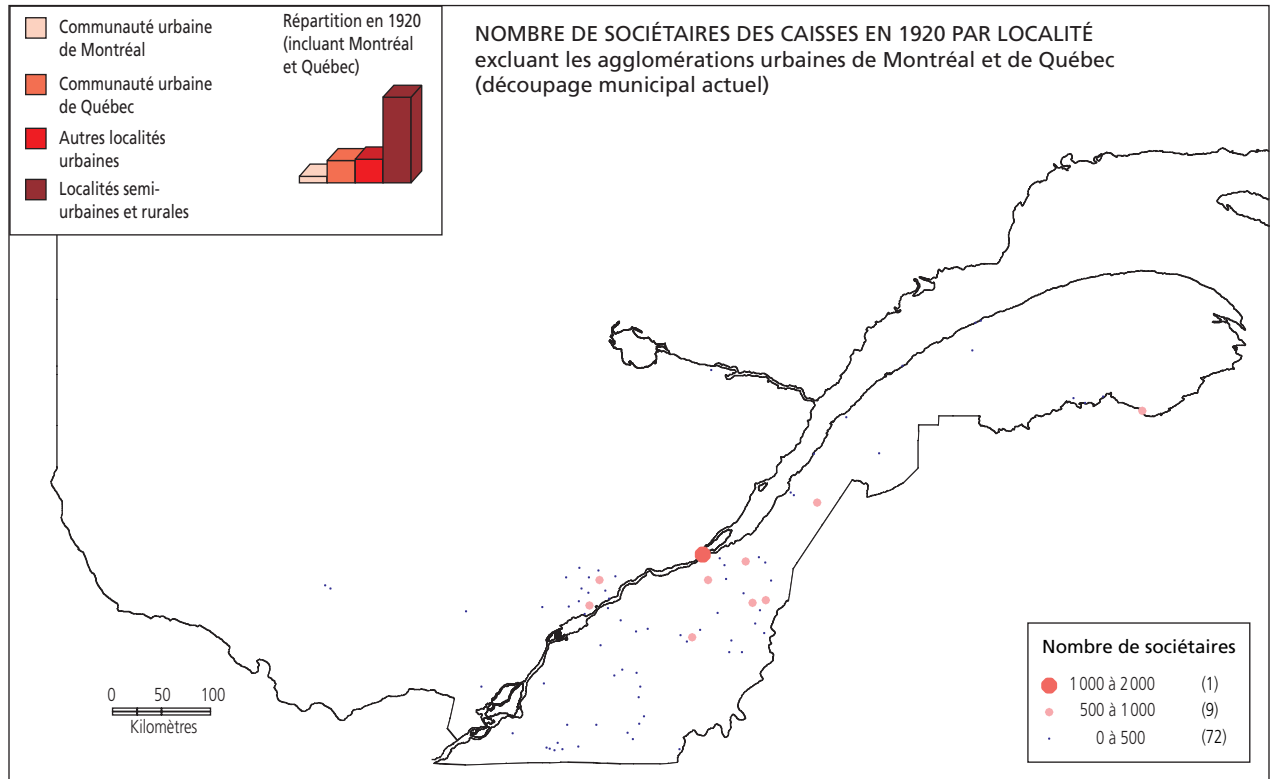 Communauté urbaine
de Montréal
Communauté urbaine
de Québec
Autres localités
urbaines
Localités semi-
urbaines et rurales
Répartition en 1920
(incluant Montréal
et Québec)
NOMBRE DE SOCIÉTAIRES DES CAISSES EN 1920 PAR LOCALITÉ
excluant les agglomérations urbaines de Montréal et de Québec
(découpage municipal actuel)
0 50 100
Kilomètres
Nombre de sociétaires
1 000 à 2 000 (1)
500 à 1 000 (9)
0 à 500 (72)